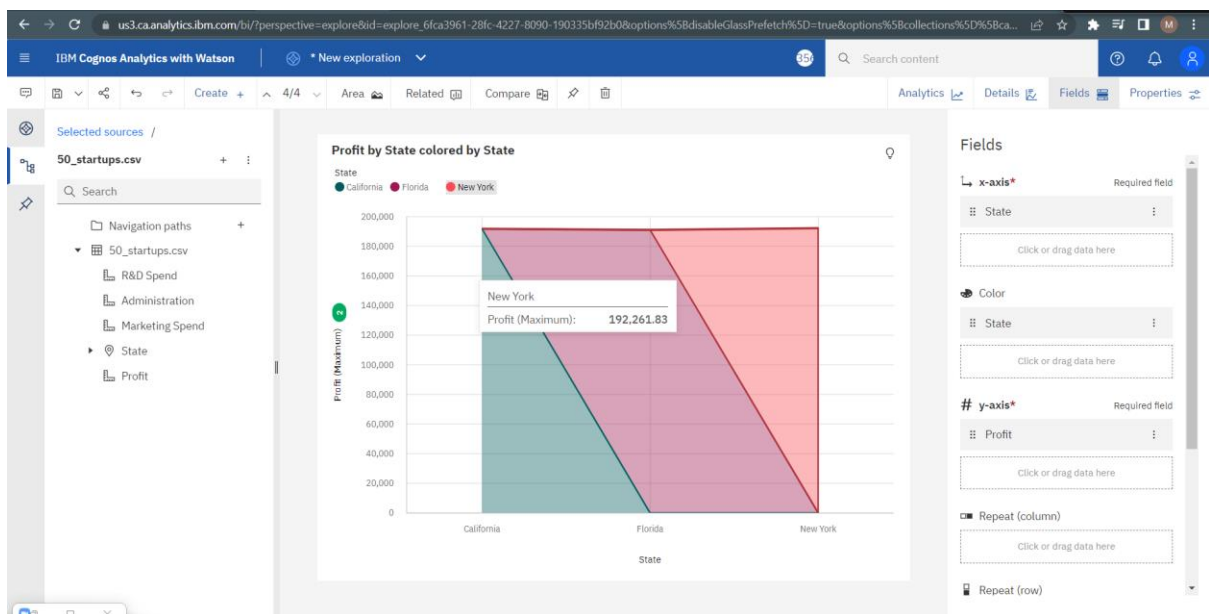 us3.ca.analytics.ibm.com/bi/?perspective=explore&id=explore_6fca3961-28fc-4227-8090-190335bf92b0&options%5BdisableGlassPrefetch%5D=true&options%5Bcollections%5D%5Bca...
M
IBM Cognos Analytics with Watson
* New exploration
Search content
Create +
4/4
Area
Related
Compare
Analytics
Details
Fields
Properties
Selected sources /
50_startups.csv
Search
Navigation paths
50_startups.csv
R&D Spend
Administration
Marketing Spend
State
Profit
Profit by State colored by State
State
California
Florida
New York
200,000
180,000
160,000
140,000
120,000
100,000
80,000
60,000
40,000
20,000
0
Profit (Maximum)
New York
Profit (Maximum): 192,261.83
California
Florida
New York
State
Fields
x-axis* Required field
State
Click or drag data here
Color
State
Click or drag data here
# y-axis* Required field
Profit
Click or drag data here
Repeat (column)
Click or drag data here
Repeat (row)